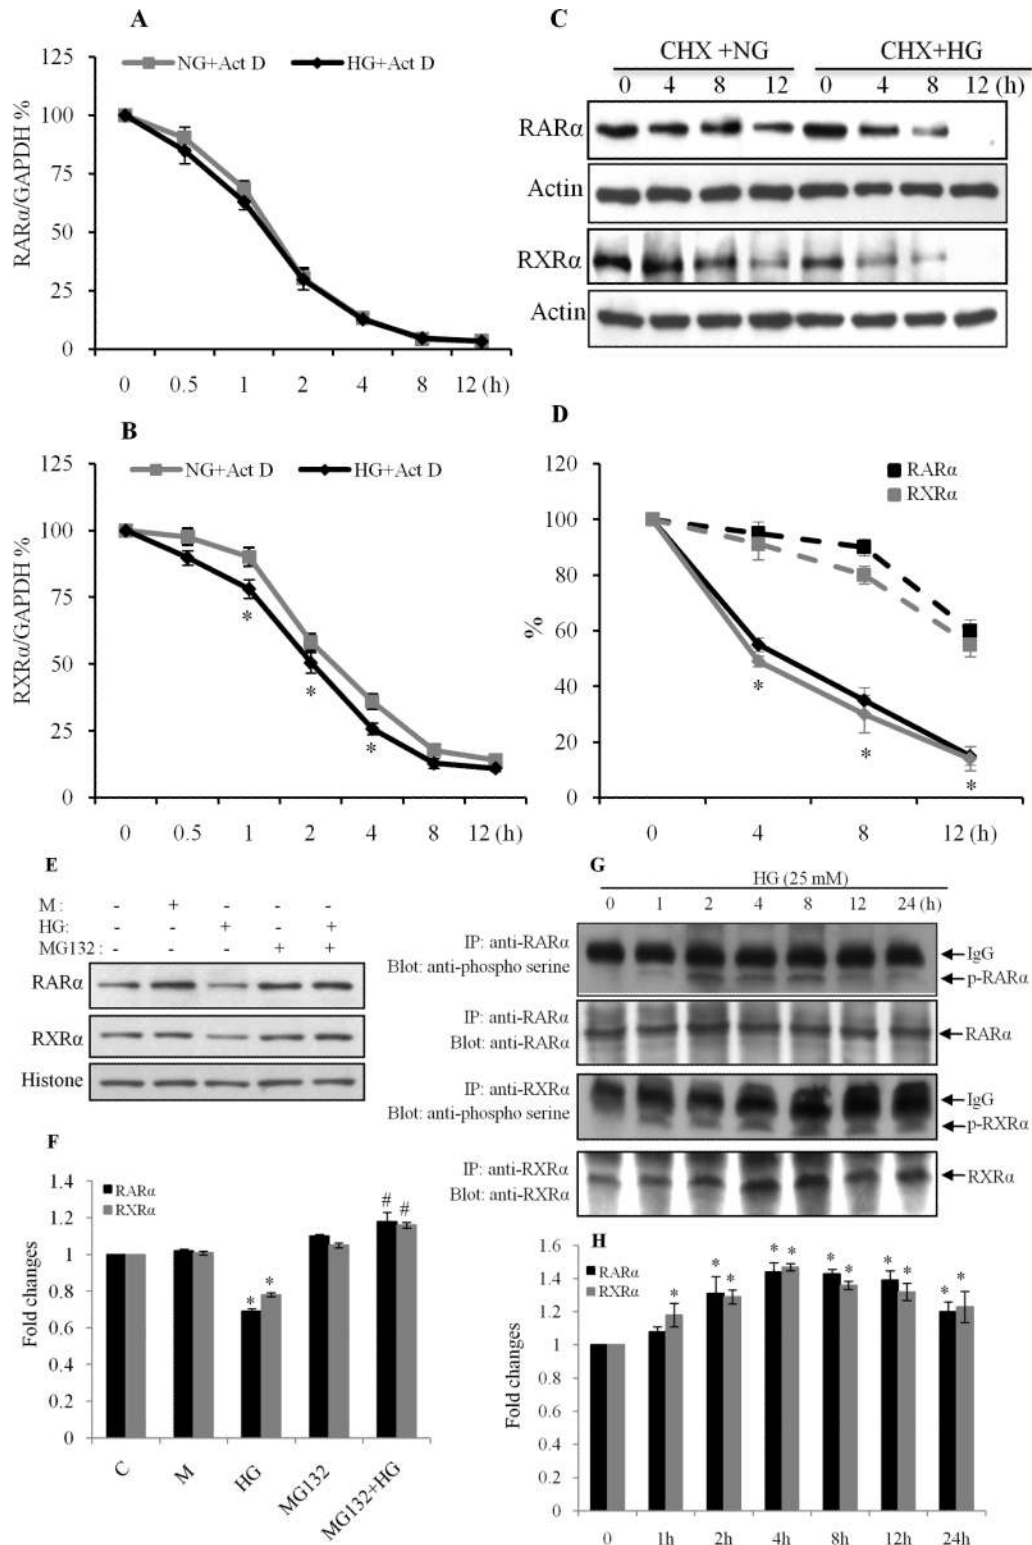 A
125
100
75
50
25
0
RARα/GAPDH %
NG+Act D
HG+Act D
0 0.5 1 2 4 8 12 (h)
B
125
100
75
50
25
0
RXRα/GAPDH %
NG+Act D
HG+Act D
*
*
*
0 0.5 1 2 4 8 12 (h)
C
CHX +NG CHX+HG
0 4 8 12 0 4 8 12 (h)
RARα
Actin
RXRα
Actin
D
120
100
80
60
40
20
0
%
RARα
RXRα
*
*
*
0 4 8 12 (h)
E
M : - + - - -
HG: - - + - +
MG132 : - - - + +
RARα
RXRα
Histone
F
1.4
1.2
1
0.8
0.6
0.4
0.2
0
Fold changes
RARα
RXRα
* *
# #
C M HG MG132 MG132+HG
G
HG (25 mM)
0 1 2 4 8 12 24 (h)
IP: anti-RARα
Blot: anti-phospho serine
IgG
p-RARα
IP: anti-RARα
Blot: anti-RARα
RARα
IP: anti-RXRα
Blot: anti-phospho serine
IgG
p-RXRα
IP: anti-RXRα
Blot: anti-RXRα
RXRα
H
1.6
1.4
1.2
1
0.8
0.6
0.4
0.2
0
Fold changes
RARα
RXRα
* * * * * * * * * * *
0 1h 2h 4h 8h 12h 24h